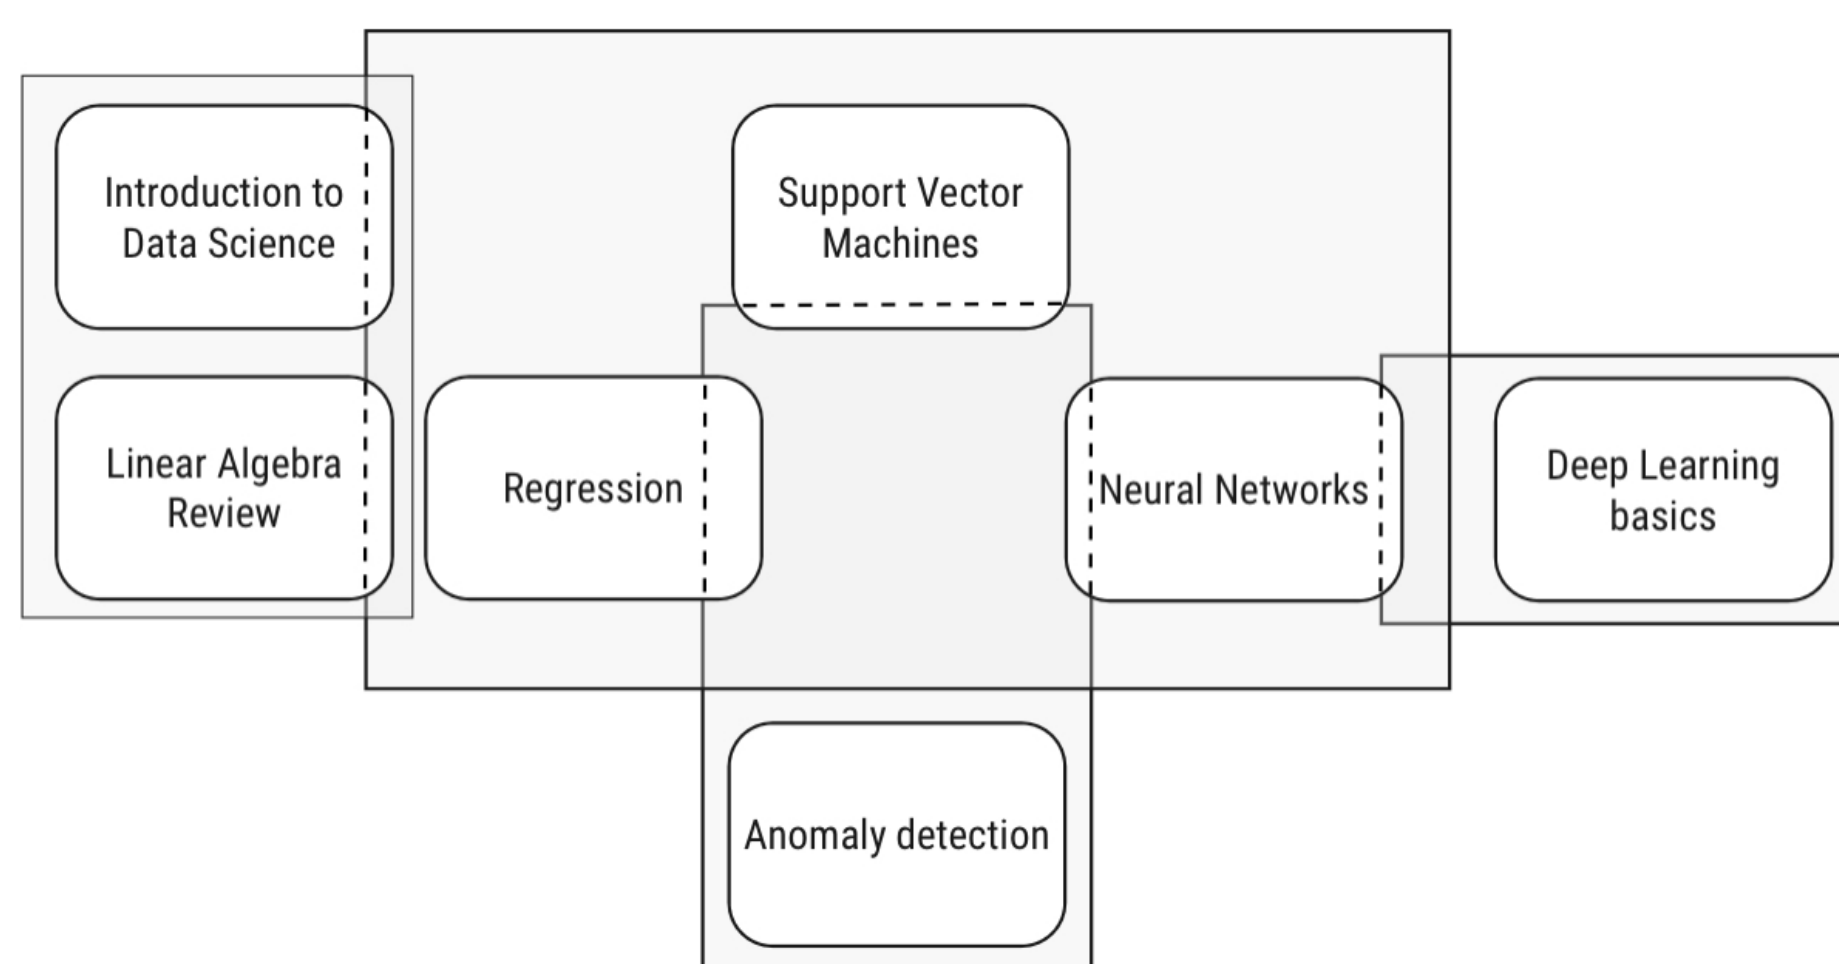 Introduction to
Data Science
Support Vector
Machines
Linear Algebra
Review
Regression
Neural Networks
Deep Learning
basics
Anomaly detection